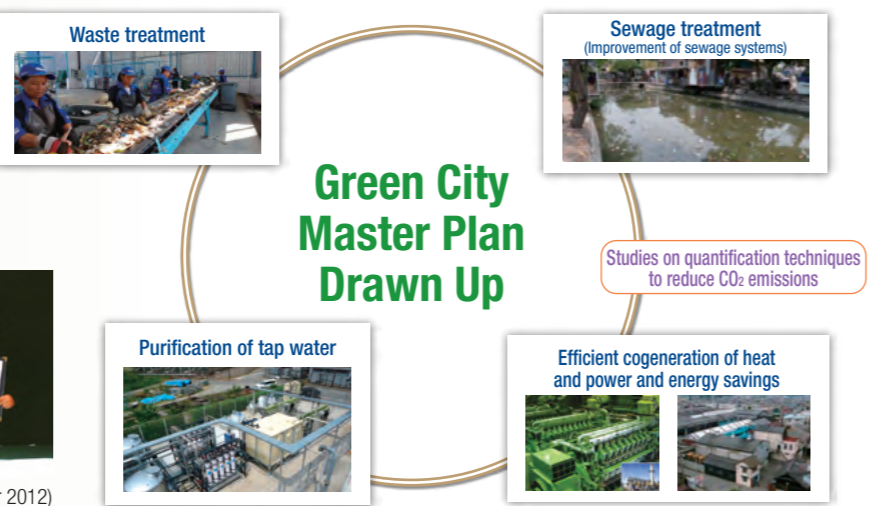 Waste treatment
Sewage treatment
(Improvement of sewage systems)
Green City
Master Plan
Drawn Up
Studies on quantification techniques
to reduce CO₂ emissions
Purification of tap water
Efficient cogeneration of heat
and power and energy savings
2012)